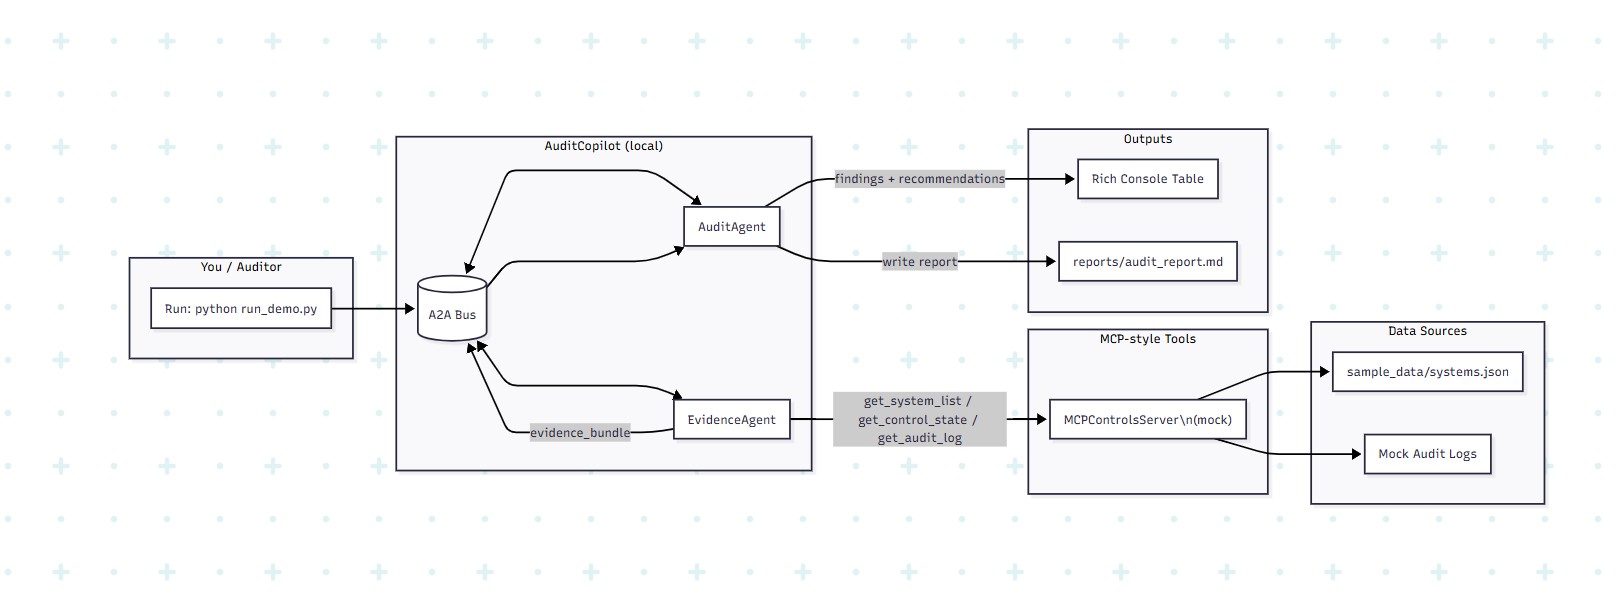 You / Auditor
Run: python run_demo.py
AuditCopilot (local)
A2A Bus
AuditAgent
EvidenceAgent
evidence_bundle
findings + recommendations
write report
get_system_list /
get_control_state /
get_audit_log
Outputs
Rich Console Table
reports/audit_report.md
MCP-style Tools
MCPControlsServer\n(mock)
Data Sources
sample_data/systems.json
Mock Audit Logs